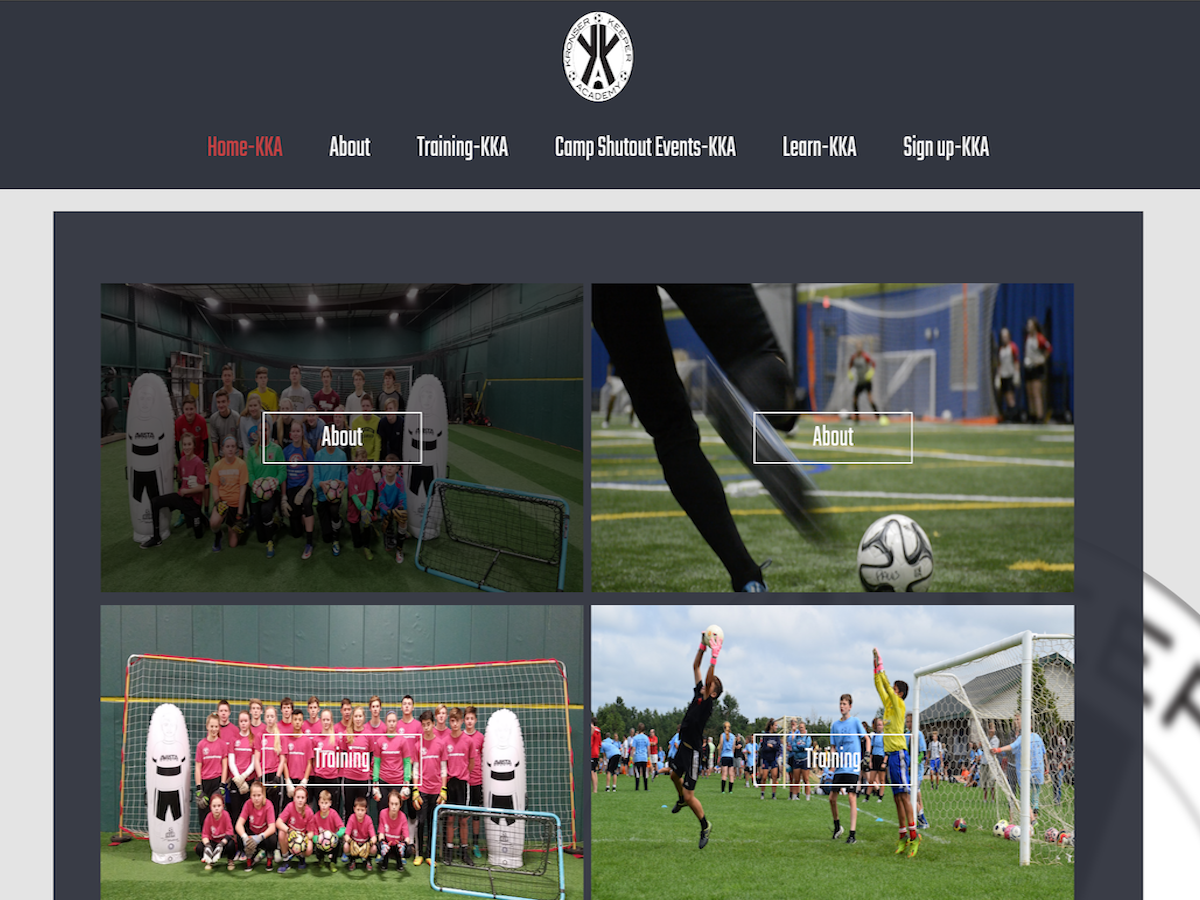 KRONSER KEEPER
ACADEMY
Home-KKA About Training-KKA Camp Shutout Events-KKA Learn-KKA Sign up-KKA
About About
Training Training